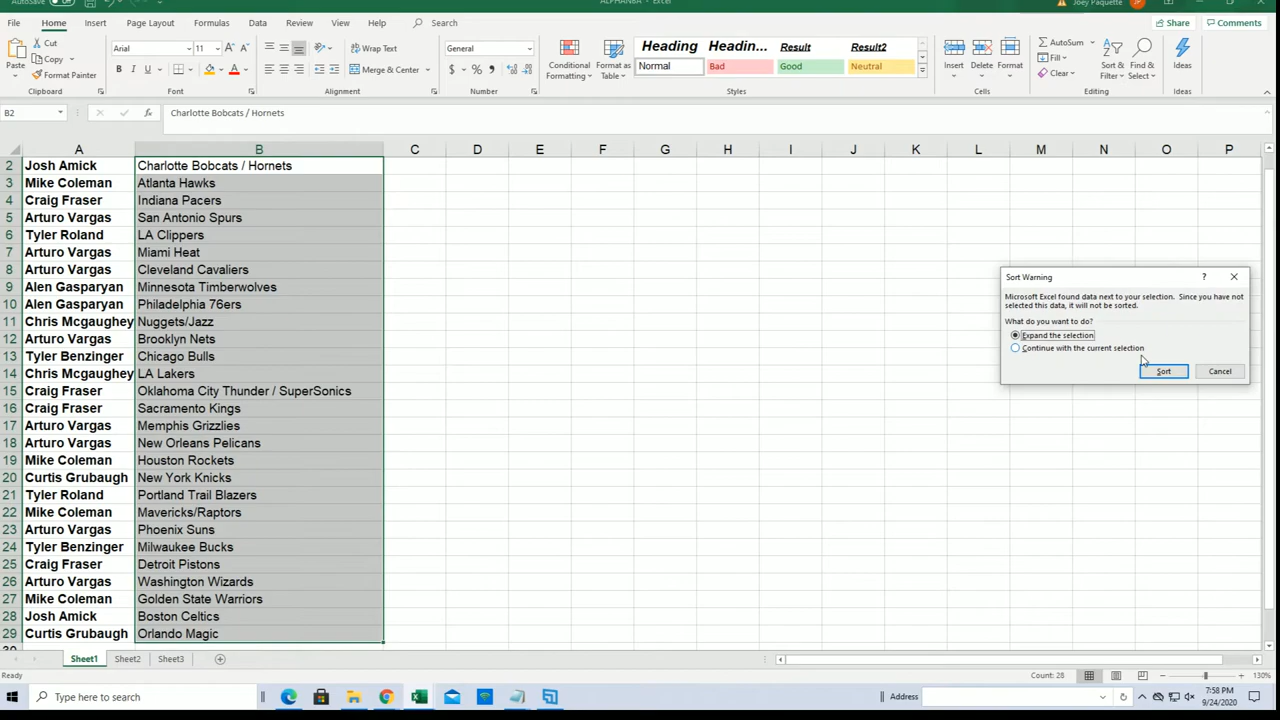 AutoSave
ALPHANBA - Excel
Joey Paquette
File Home Insert Page Layout Formulas Data Review View Help Search Share Comments
Paste Cut Copy Format Painter Clipboard
Arial 11 A A B I U Font
Wrap Text Merge & Center Alignment
General $ % Number
Conditional Formatting Format as Table
Heading Headin... Result Result2
Normal Bad Good Neutral
Styles
Insert Delete Format Cells
AutoSum Fill Clear Sort & Filter Find & Select Editing
Ideas Ideas
B2 fx Charlotte Bobcats / Hornets
A B C D E F G H I J K L M N O P
2 Josh Amick Charlotte Bobcats / Hornets
3 Mike Coleman Atlanta Hawks
4 Craig Fraser Indiana Pacers
5 Arturo Vargas San Antonio Spurs
6 Tyler Roland LA Clippers
7 Arturo Vargas Miami Heat
8 Arturo Vargas Cleveland Cavaliers
9 Alen Gasparyan Minnesota Timberwolves
10 Alen Gasparyan Philadelphia 76ers
11 Chris Mcgaughey Nuggets/Jazz
12 Arturo Vargas Brooklyn Nets
13 Tyler Benzinger Chicago Bulls
14 Chris Mcgaughey LA Lakers
15 Craig Fraser Oklahoma City Thunder / SuperSonics
16 Craig Fraser Sacramento Kings
17 Arturo Vargas Memphis Grizzlies
18 Arturo Vargas New Orleans Pelicans
19 Mike Coleman Houston Rockets
20 Curtis Grubaugh New York Knicks
21 Tyler Roland Portland Trail Blazers
22 Mike Coleman Mavericks/Raptors
23 Arturo Vargas Phoenix Suns
24 Tyler Benzinger Milwaukee Bucks
25 Craig Fraser Detroit Pistons
26 Arturo Vargas Washington Wizards
27 Mike Coleman Golden State Warriors
28 Josh Amick Boston Celtics
29 Curtis Grubaugh Orlando Magic
30
Sort Warning ?
Microsoft Excel found data next to your selection. Since you have not
selected this data, it will not be sorted.
What do you want to do?
Expand the selection
Continue with the current selection
Sort Cancel
Sheet1 Sheet2 Sheet3
Ready Count: 28 130%
Type here to search Address 7:58 PM
9/24/2020